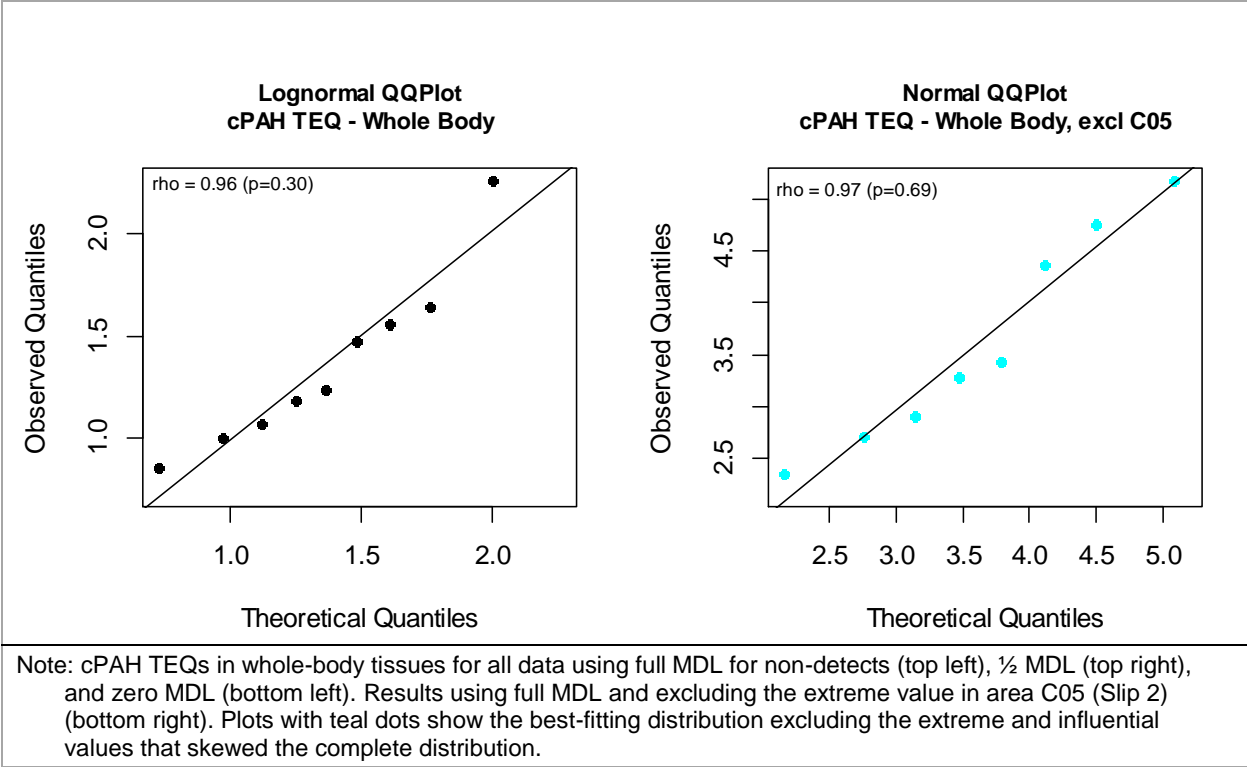 Lognormal QQPlot
cPAH TEQ - Whole Body
rho = 0.96 (p=0.30)
Observed Quantiles
1.0
1.5
2.0
1.0 1.5 2.0
Theoretical Quantiles
Normal QQPlot
cPAH TEQ - Whole Body, excl C05
rho = 0.97 (p=0.69)
Observed Quantiles
2.5
3.5
4.5
2.5 3.0 3.5 4.0 4.5 5.0
Theoretical Quantiles
Note: cPAH TEQs in whole-body tissues for all data using full MDL for non-detects (top left), ½ MDL (top right),
and zero MDL (bottom left). Results using full MDL and excluding the extreme value in area C05 (Slip 2)
(bottom right). Plots with teal dots show the best-fitting distribution excluding the extreme and influential
values that skewed the complete distribution.